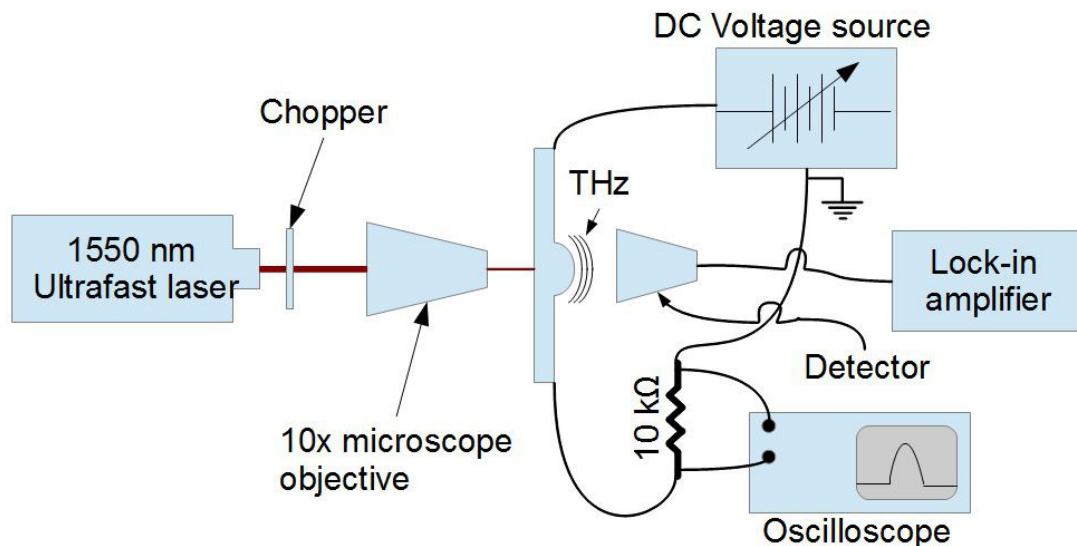 DC Voltage source
Chopper
THz
1550 nm
Ultrafast laser
Lock-in
amplifier
Detector
10 kΩ
10x microscope
objective
Oscilloscope